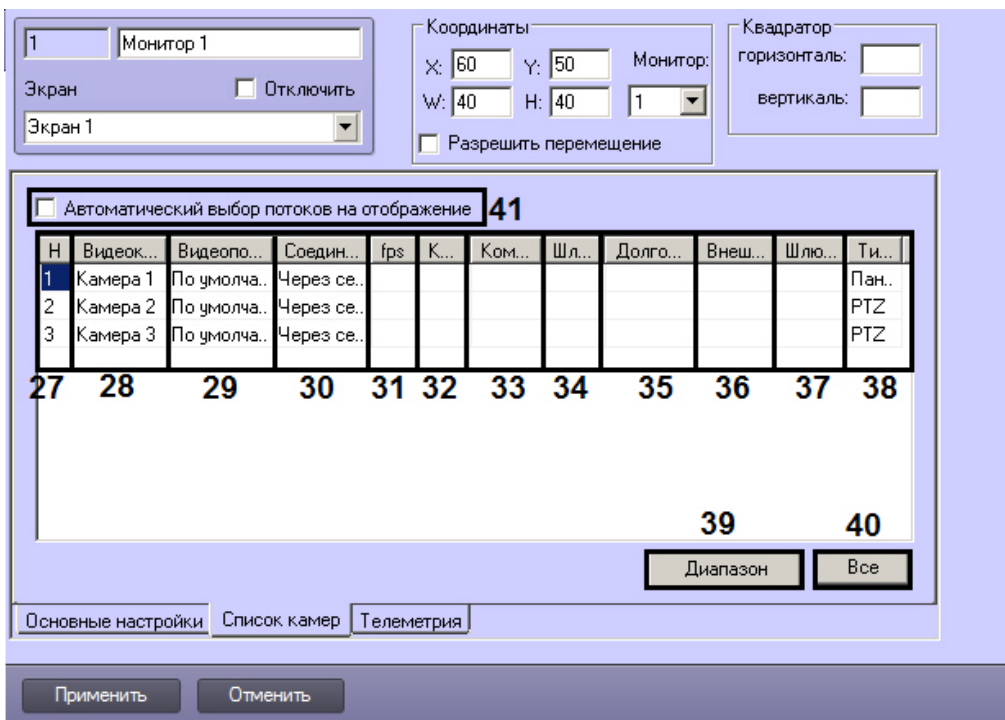 Координаты
Квадратор
1 Монитор 1
X: 60 Y: 50 Монитор:
горизонталь:
Экран Отключить
W: 40 H: 40 1
вертикаль:
Экран 1
Разрешить перемещение
Автоматический выбор потоков на отображение 41
Н Видеок... Видеопо... Соедин... fps К... Ком... Шл... Долго... Внеш... Шлю... Ти...
1 Камера 1 По умолча.. Через се.. Пан..
2 Камера 2 По умолча.. Через се.. PTZ
3 Камера 3 По умолча.. Через се.. PTZ
27 28 29 30 31 32 33 34 35 36 37 38
39 40
Диапазон Все
Основные настройки Список камер Телеметрия
Применить Отменить